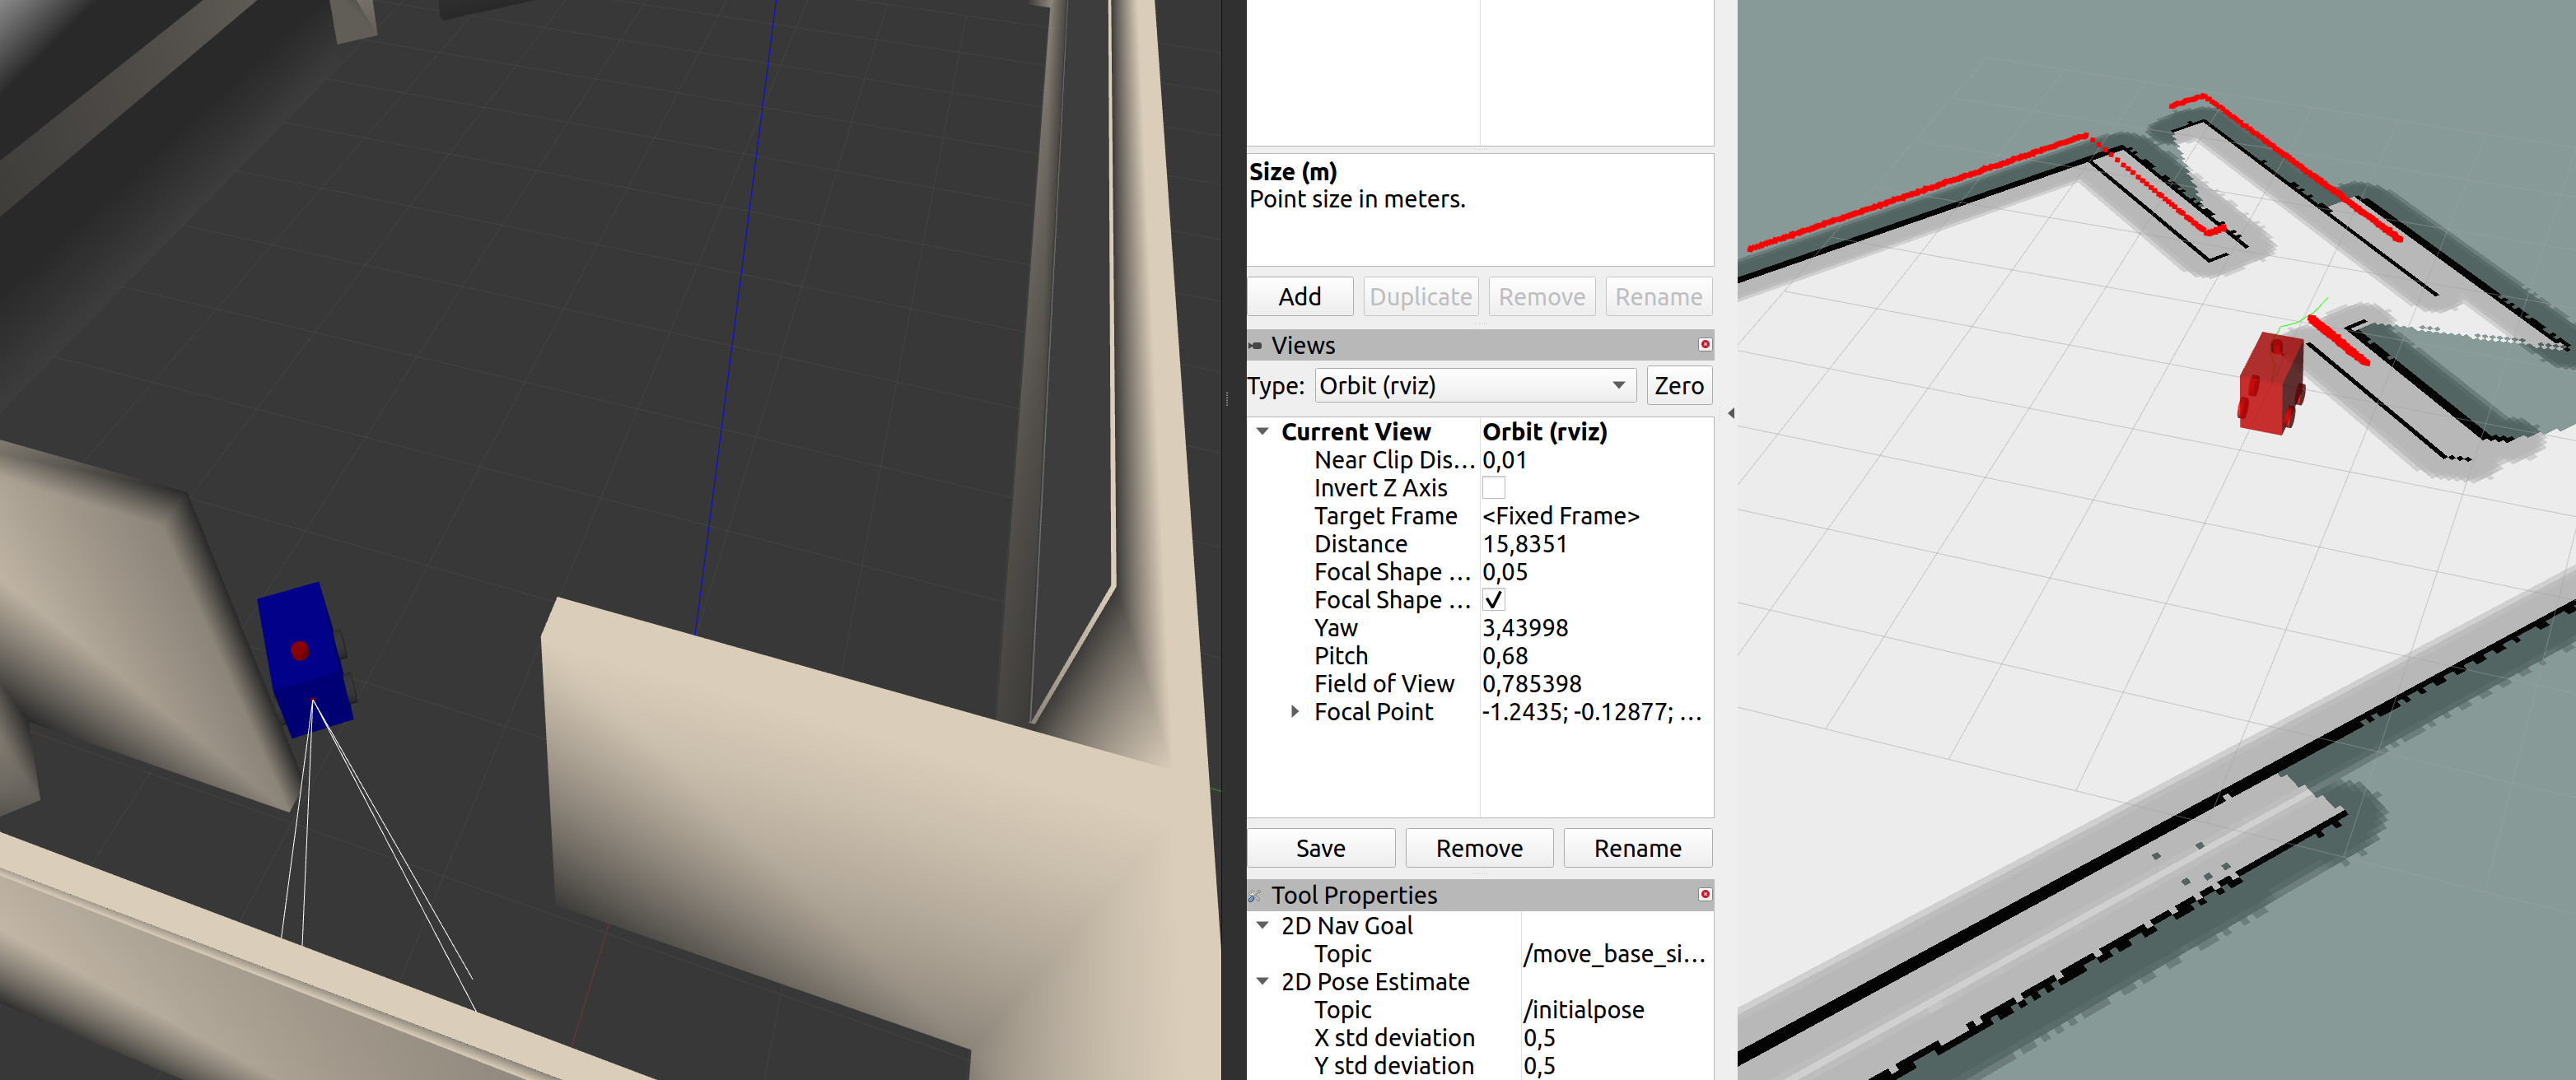 Size (m)
Point size in meters.
Add Duplicate Remove Rename
Views
Type: Orbit (rviz) Zero
Current View Orbit (rviz)
Near Clip Dis... 0,01
Invert Z Axis
Target Frame <Fixed Frame>
Distance 15,8351
Focal Shape ... 0,05
Focal Shape ...
Yaw 3,43998
Pitch 0,68
Field of View 0,785398
Focal Point -1.2435; -0.12877; ...
Save Remove Rename
Tool Properties
2D Nav Goal
Topic /move_base_si...
2D Pose Estimate
Topic /initialpose
X std deviation 0,5
Y std deviation 0,5